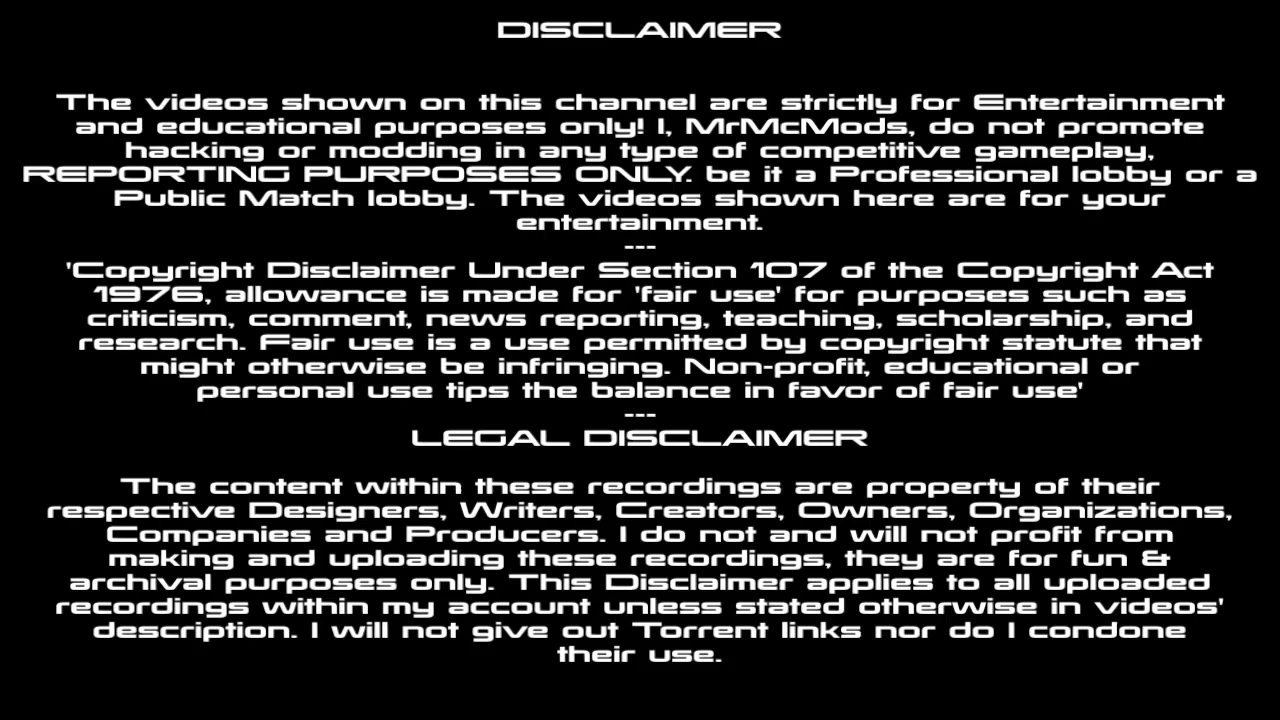 DISCLAIMER
The videos shown on this channel are strictly for Entertainment
and educational purposes only! I, MrMcMods, do not promote
hacking or modding in any type of competitive gameplay,
REPORTING PURPOSES ONLY. be it a Professional lobby or a
Public Match lobby. The videos shown here are for your
entertainment.
---
'Copyright Disclaimer Under Section 107 of the Copyright Act
1976, allowance is made for 'fair use' for purposes such as
criticism, comment, news reporting, teaching, scholarship, and
research. Fair use is a use permitted by copyright statute that
might otherwise be infringing. Non-profit, educational or
personal use tips the balance in favor of fair use'
---
LEGAL DISCLAIMER
The content within these recordings are property of their
respective Designers, Writers, Creators, Owners, Organizations,
Companies and Producers. I do not and will not profit from
making and uploading these recordings, they are for fun &
archival purposes only. This Disclaimer applies to all uploaded
recordings within my account unless stated otherwise in videos'
description. I will not give out Torrent links nor do I condone
their use.